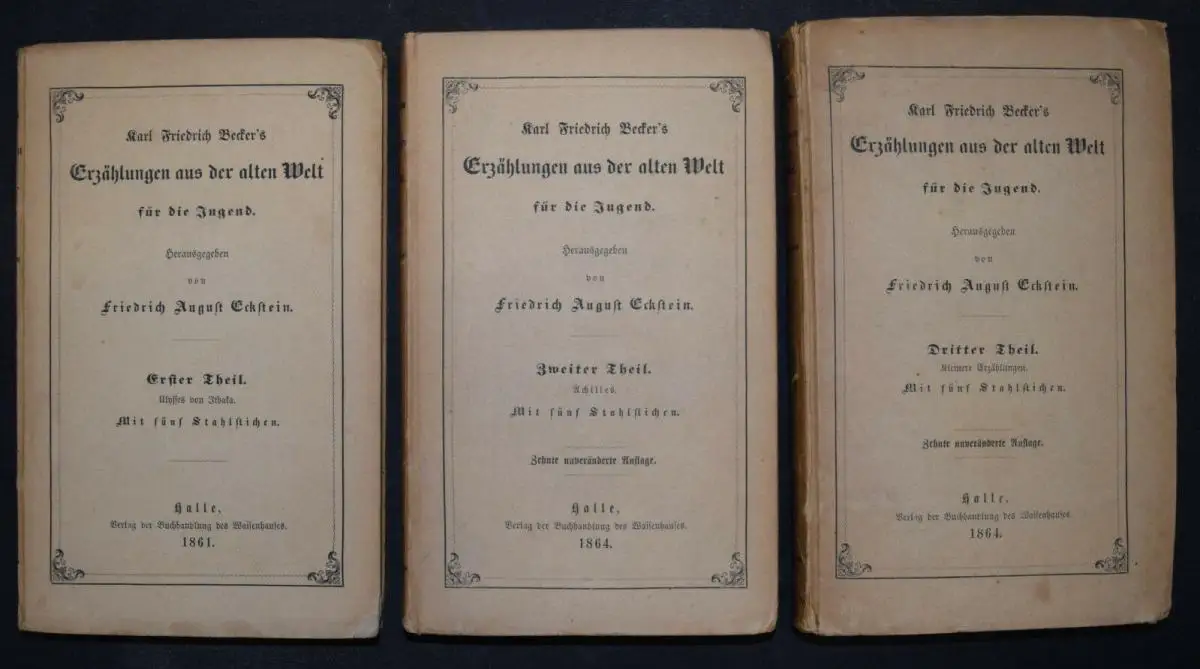 Karl Friedrich Becker's
Erzählungen aus der alten Welt
für die Jugend.
Herausgegeben
von
Friedrich August Eckstein.
Erster Theil.
Ulysses von Ithaka.
Mit fünf Stahlstichen.
Halle,
Verlag der Buchhandlung des Waisenhauses.
1861.
Karl Friedrich Becker's
Erzählungen aus der alten Welt
für die Jugend.
Herausgegeben
von
Friedrich August Eckstein.
Zweiter Theil.
Achilles.
Mit fünf Stahlstichen.
Zehnte unveränderte Auflage.
Halle,
Verlag der Buchhandlung des Waisenhauses.
1864.
Karl Friedrich Becker's
Erzählungen aus der alten Welt
für die Jugend.
Herausgegeben
von
Friedrich August Eckstein.
Dritter Theil.
Kleinere Erzählungen.
Mit fünf Stahlstichen.
Zehnte unveränderte Auflage.
Halle,
Verlag der Buchhandlung des Waisenhauses.
1864.